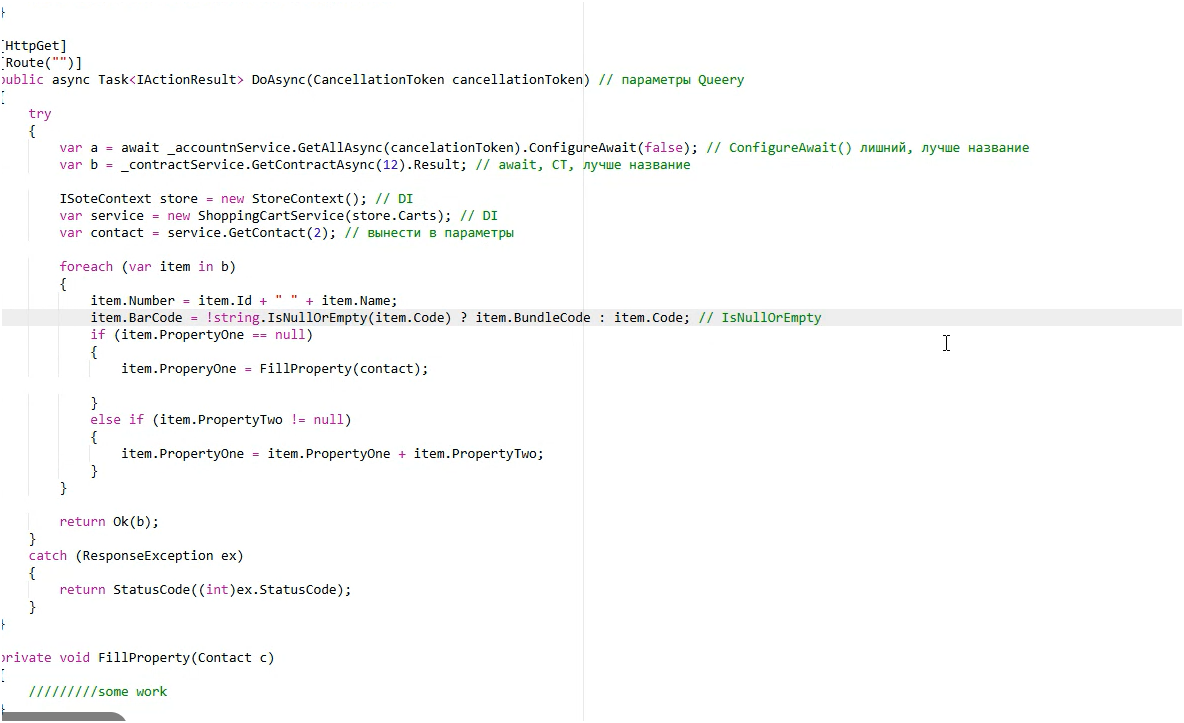 }
[HttpGet]
[Route("")]
public async Task<IActionResult> DoAsync(CancellationToken cancellationToken) // параметры Queery
{
    try
    {
        var a = await _accountnService.GetAllAsync(cancelationToken).ConfigureAwait(false); // ConfigureAwait() лишний, лучше название
        var b = _contractService.GetContractAsync(12).Result; // await, CT, лучше название
        ISoteContext store = new StoreContext(); // DI
        var service = new ShoppingCartService(store.Carts); // DI
        var contact = service.GetContact(2); // вынести в параметры
        foreach (var item in b)
        {
            item.Number = item.Id + " " + item.Name;
            item.BarCode = !string.IsNullOrEmpty(item.Code) ? item.BundleCode : item.Code; // IsNullOrEmpty
            if (item.PropertyOne == null)
            {
                item.ProperyOne = FillProperty(contact);
            }
            else if (item.PropertyTwo != null)
            {
                item.PropertyOne = item.PropertyOne + item.PropertyTwo;
            }
        }
        return Ok(b);
    }
    catch (ResponseException ex)
    {
        return StatusCode((int)ex.StatusCode);
    }
}
private void FillProperty(Contact c)
{
    /////////some work
}